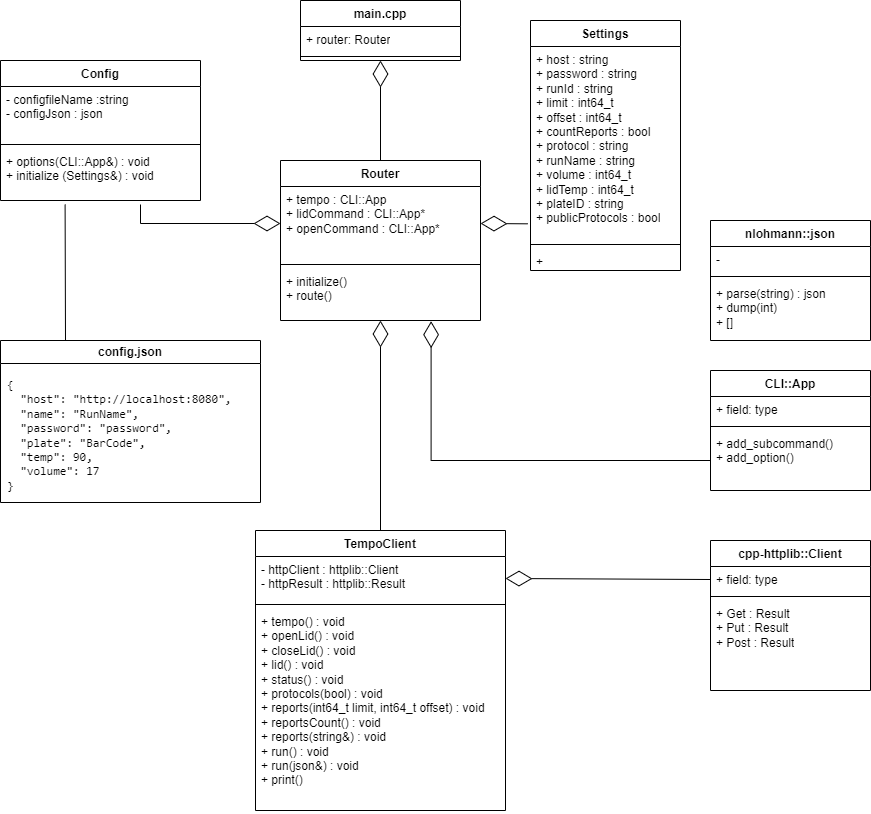 main.cpp
+ router: Router
Settings
+ host : string
+ password : string
+ runId : string
+ limit : int64_t
+ offset : int64_t
+ countReports : bool
+ protocol : string
+ runName : string
+ volume : int64_t
+ lidTemp : int64_t
+ plateID : string
+ publicProtocols : bool
+
Config
- configfileName :string
- configJson : json
+ options(CLI::App&) : void
+ initialize (Settings&) : void
Router
+ tempo : CLI::App
+ lidCommand : CLI::App*
+ openCommand : CLI::App*
+ initialize()
+ route()
nlohmann::json
-
+ parse(string) : json
+ dump(int)
+ []
config.json
{
"host": "http://localhost:8080",
"name": "RunName",
"password": "password",
"plate": "BarCode",
"temp": 90,
"volume": 17
}
CLI::App
+ field: type
+ add_subcommand()
+ add_option()
TempoClient
- httpClient : httplib::Client
- httpResult : httplib::Result
+ tempo() : void
+ openLid() : void
+ closeLid() : void
+ lid() : void
+ status() : void
+ protocols(bool) : void
+ reports(int64_t limit, int64_t offset) : void
+ reportsCount() : void
+ reports(string&) : void
+ run() : void
+ run(json&) : void
+ print()
cpp-httplib::Client
+ field: type
+ Get : Result
+ Put : Result
+ Post : Result